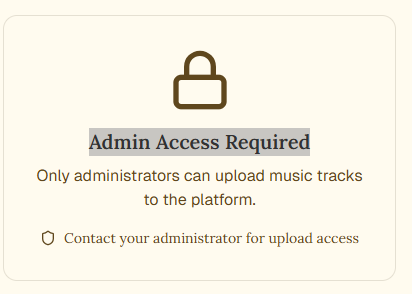 Admin Access Required
Only administrators can upload music tracks
to the platform.
Contact your administrator for upload access